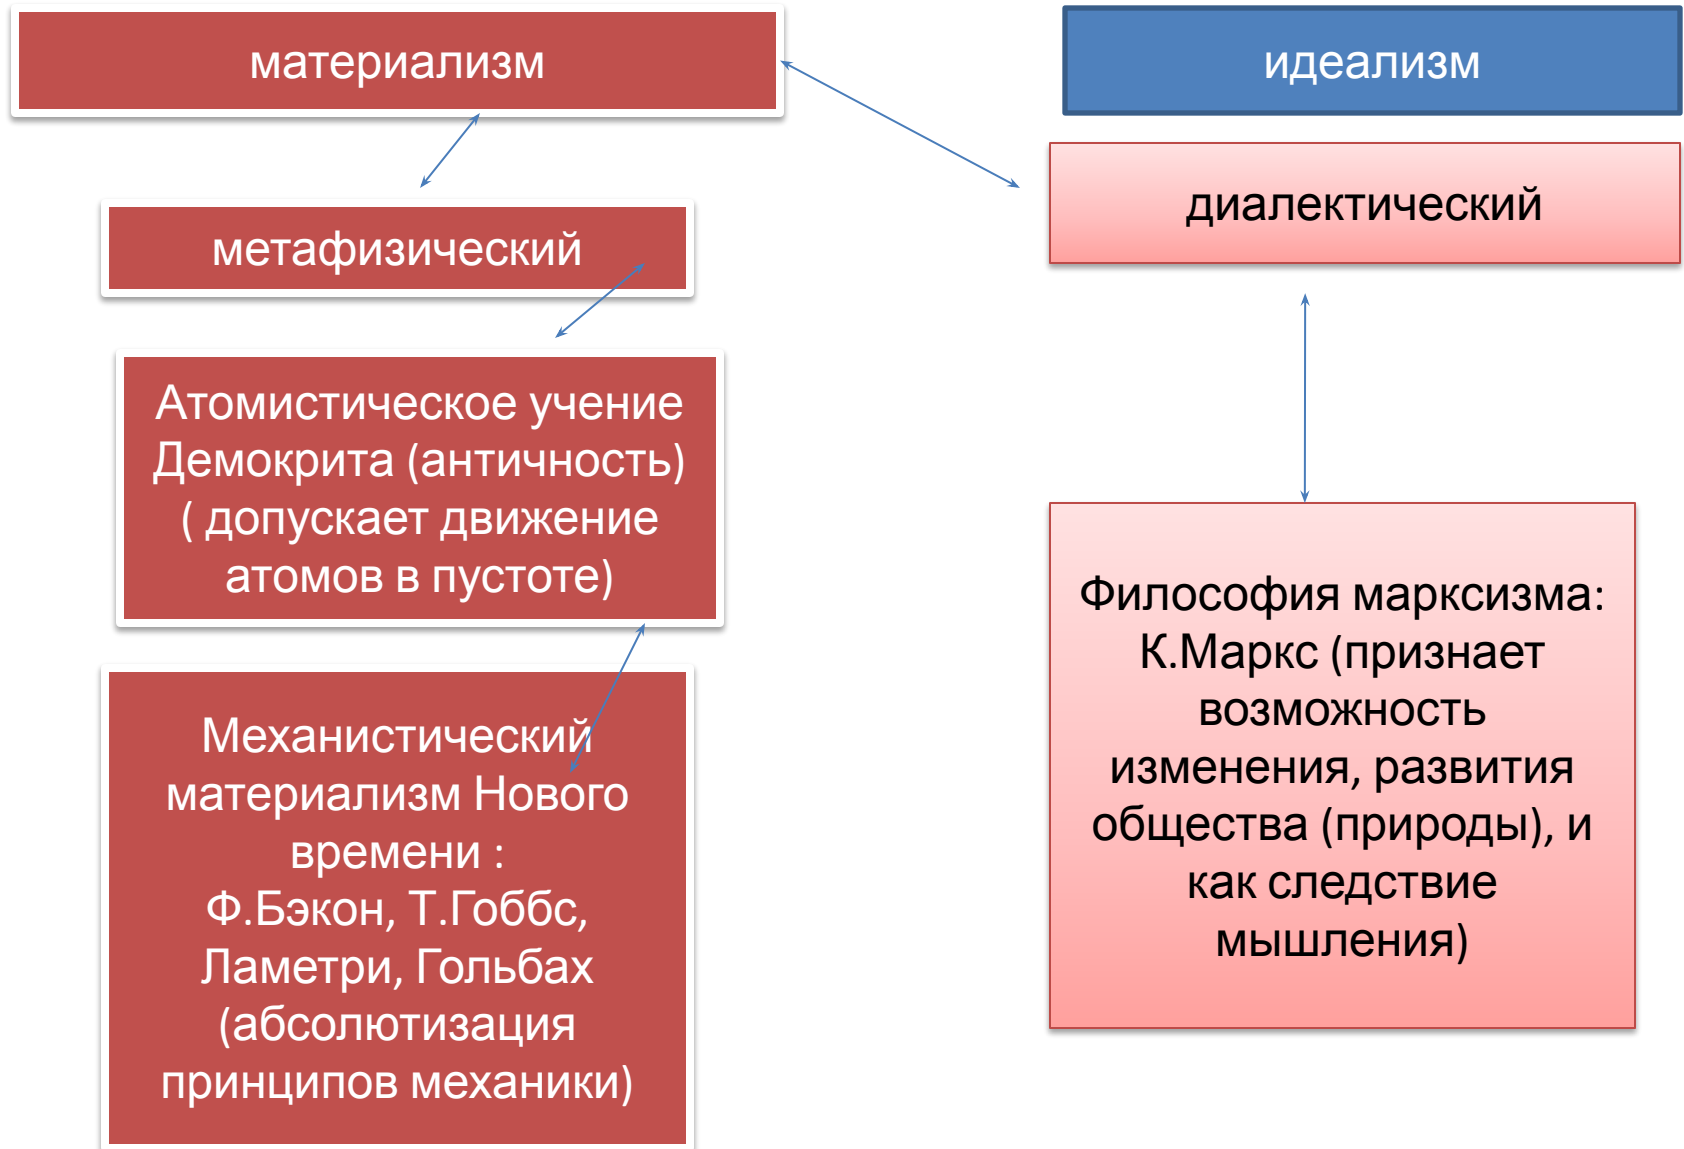 материализм
идеализм
диалектический
метафизический
Атомистическое учение
Демокрита (античность)
( допускает движение
атомов в пустоте)
Механистический
материализм Нового
времени :
Ф.Бэкон, Т.Гоббс,
Ламетри, Гольбах
(абсолютизация
принципов механики)
Философия марксизма:
К.Маркс (признает
возможность
изменения, развития
общества (природы), и
как следствие
мышления)